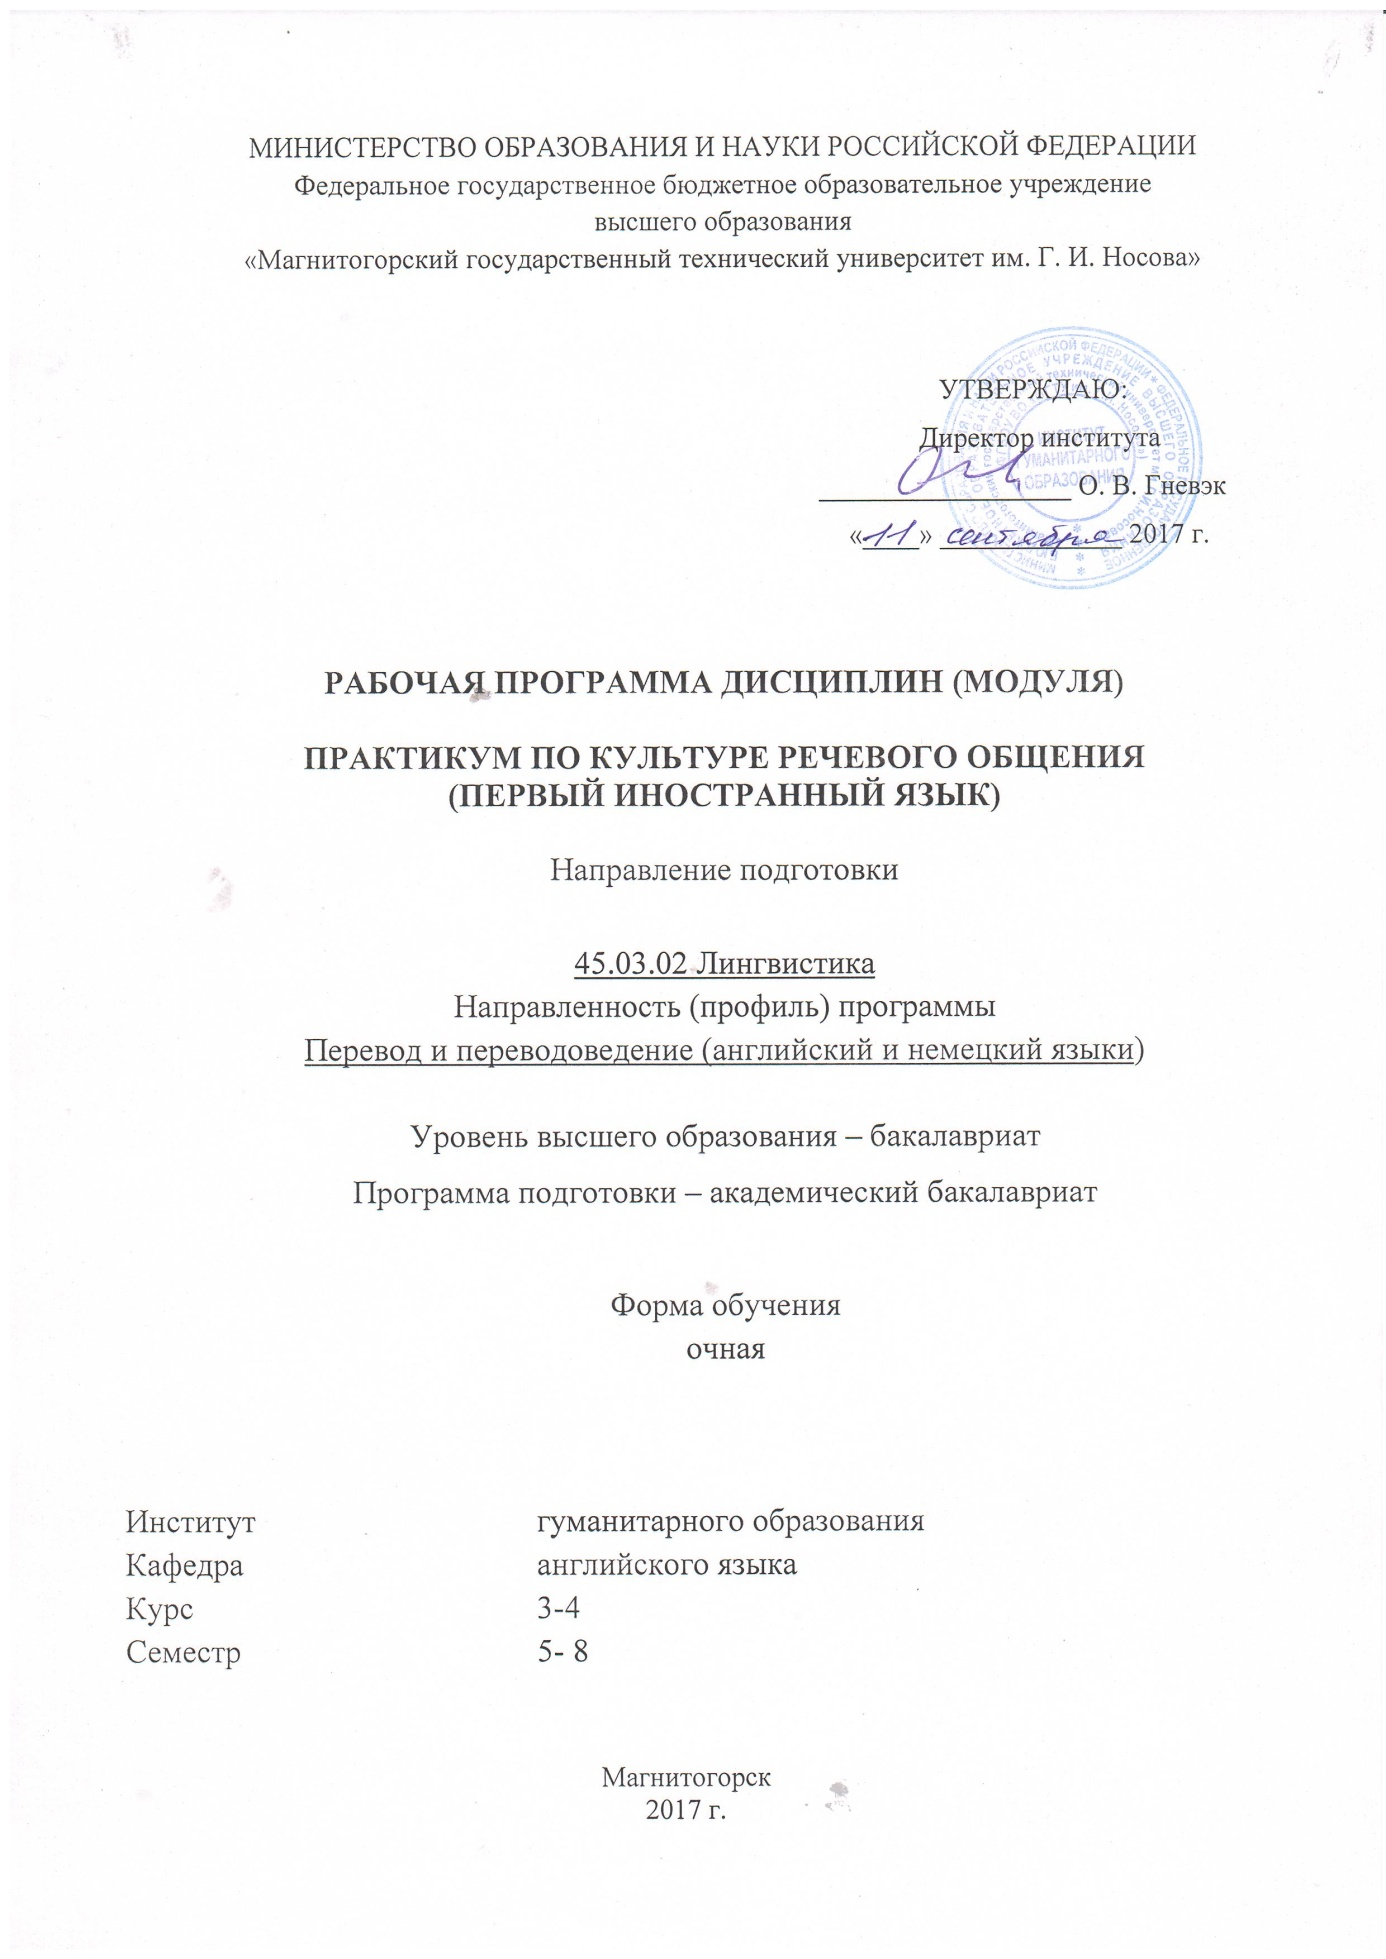 МИНИСТЕРСТВО ОБРАЗОВАНИЯ И НАУКИ РОССИЙСКОЙ ФЕДЕРАЦИИ
Федеральное государственное бюджетное образовательное учреждение
высшего образования
«Магнитогорский государственный технический университет им. Г. И. Носова»
УТВЕРЖДАЮ:
Директор института
О. В. Гневэк
«11» сентября 2017 г.
ИНСТИТУТ
ГУМАНИТАРНОГО
ОБРАЗОВАНИЯ
РАБОЧАЯ ПРОГРАММА ДИСЦИПЛИН (МОДУЛЯ)
ПРАКТИКУМ ПО КУЛЬТУРЕ РЕЧЕВОГО ОБЩЕНИЯ
(ПЕРВЫЙ ИНОСТРАННЫЙ ЯЗЫК)
Направление подготовки
45.03.02 Лингвистика
Направленность (профиль) программы
Перевод и переводоведение (английский и немецкий языки)
Уровень высшего образования – бакалавриат
Программа подготовки – академический бакалавриат
Форма обучения
очная
Институт гуманитарного образования
Кафедра английского языка
Курс 3-4
Семестр 5- 8
Магнитогорск
2017 г.